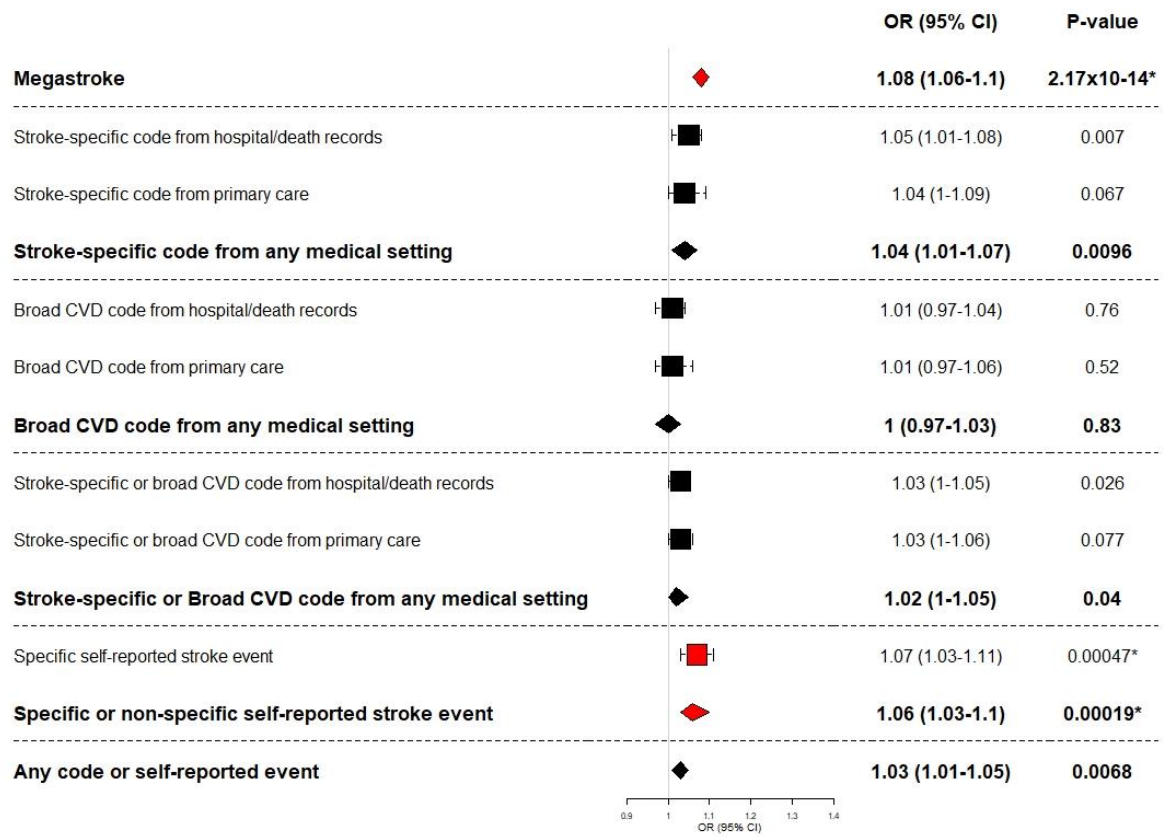 OR (95% CI) P-value
Megastroke 1.08 (1.06-1.1) 2.17x10-14*
Stroke-specific code from hospital/death records 1.05 (1.01-1.08) 0.007
Stroke-specific code from primary care 1.04 (1-1.09) 0.067
Stroke-specific code from any medical setting 1.04 (1.01-1.07) 0.0096
Broad CVD code from hospital/death records 1.01 (0.97-1.04) 0.76
Broad CVD code from primary care 1.01 (0.97-1.06) 0.52
Broad CVD code from any medical setting 1 (0.97-1.03) 0.83
Stroke-specific or broad CVD code from hospital/death records 1.03 (1-1.05) 0.026
Stroke-specific or broad CVD code from primary care 1.03 (1-1.06) 0.077
Stroke-specific or Broad CVD code from any medical setting 1.02 (1-1.05) 0.04
Specific self-reported stroke event 1.07 (1.03-1.11) 0.00047*
Specific or non-specific self-reported stroke event 1.06 (1.03-1.1) 0.00019*
Any code or self-reported event 1.03 (1.01-1.05) 0.0068
0.9 1 1.1 1.2 1.3 1.4
OR (95% CI)